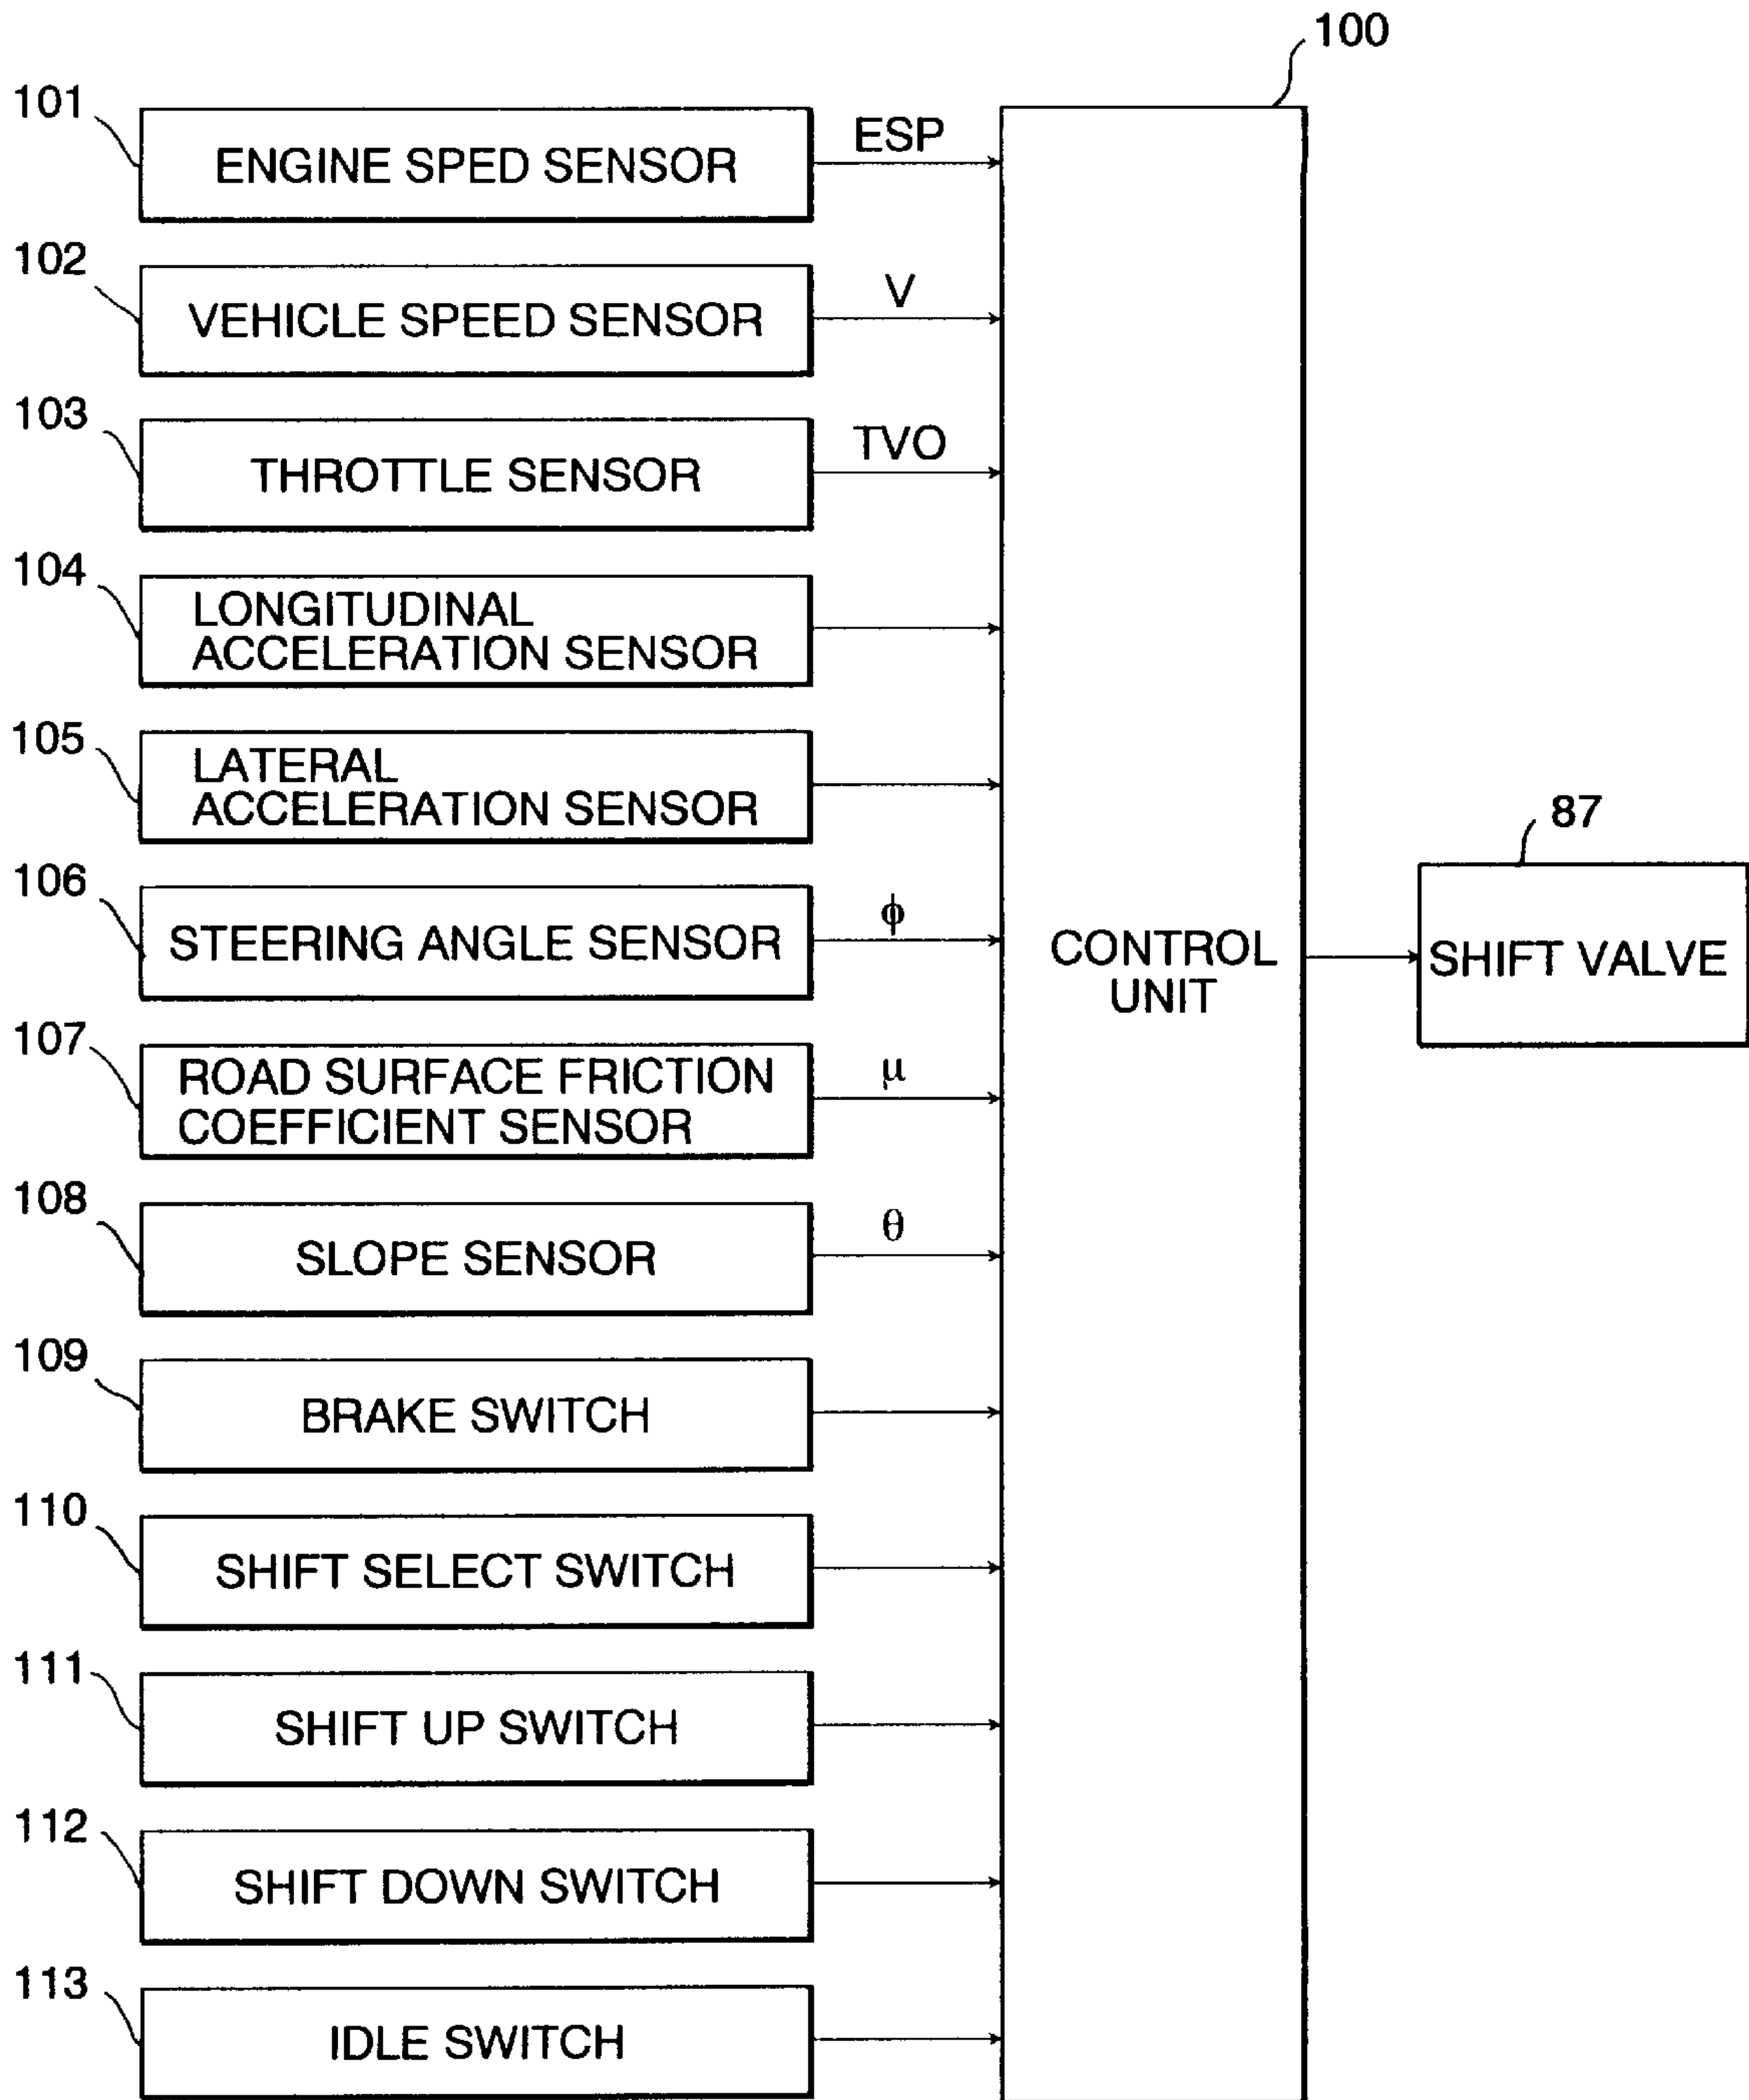 100
101
ENGINE SPED SENSOR
ESP
102
VEHICLE SPEED SENSOR
V
103
THROTTLE SENSOR
TVO
104
LONGITUDINAL
ACCELERATION SENSOR
105
LATERAL
ACCELERATION SENSOR
106
STEERING ANGLE SENSOR
φ
107
ROAD SURFACE FRICTION
COEFFICIENT SENSOR
μ
108
SLOPE SENSOR
θ
109
BRAKE SWITCH
110
SHIFT SELECT SWITCH
111
SHIFT UP SWITCH
112
SHIFT DOWN SWITCH
113
IDLE SWITCH
CONTROL
UNIT
87
SHIFT VALVE